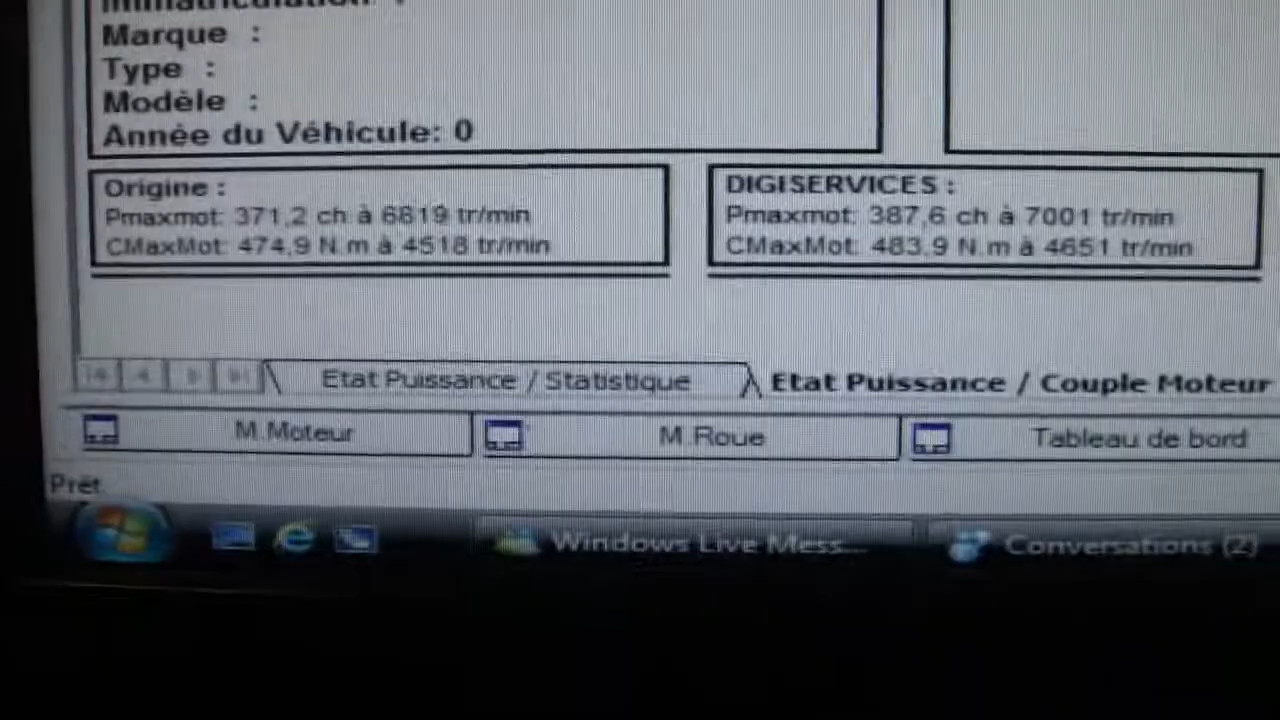 Immatriculation :
Marque :
Type :
Modèle :
Année du Véhicule: 0
Origine :
Pmaxmot: 371,2 ch à 6819 tr/min
CMaxMot: 474,9 N.m à 4518 tr/min
DIGISERVICES :
Pmaxmot: 387,6 ch à 7001 tr/min
CMaxMot: 483,9 N.m à 4651 tr/min
Etat Puissance / Statistique
Etat Puissance / Couple Moteur
M.Moteur
M.Roue
Tableau de bord
Prêt
Windows Live Mess...
Conversations (2)